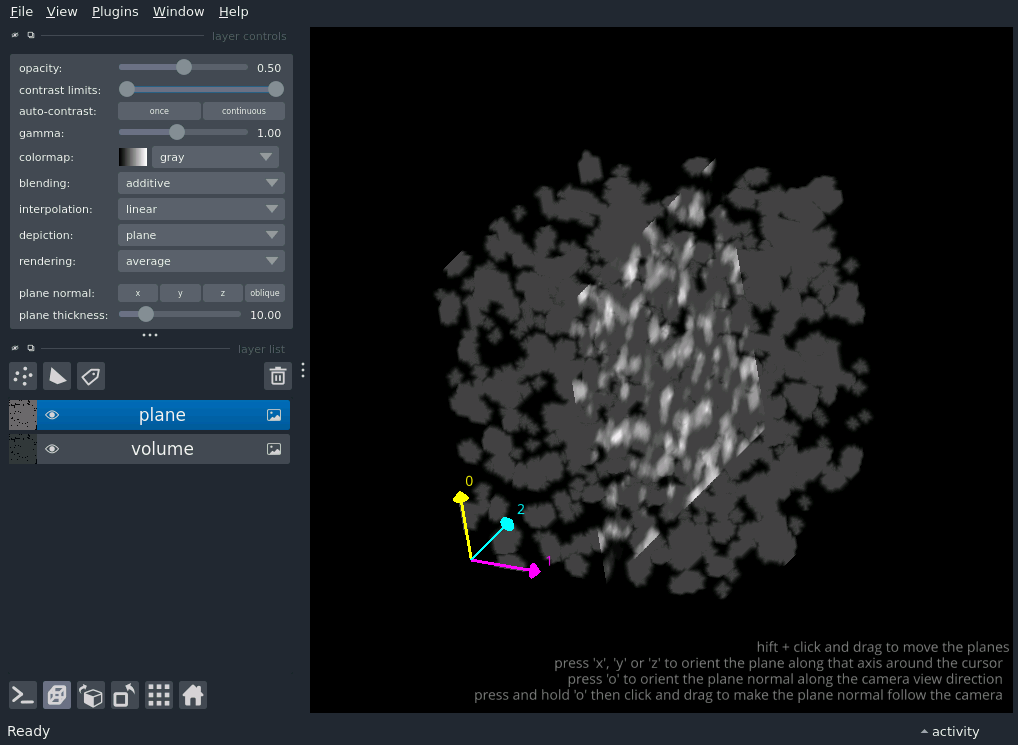 File View Plugins Window Help
layer controls
opacity: 0.50
contrast limits:
auto-contrast: once continuous
gamma: 1.00
colormap: gray
blending: additive
interpolation: linear
depiction: plane
rendering: average
plane normal: x y z oblique
plane thickness: 10.00
layer list
plane
volume
0
2
1
hift + click and drag to move the planes
press 'x', 'y' or 'z' to orient the plane along that axis around the cursor
press 'o' to orient the plane normal along the camera view direction
press and hold 'o' then click and drag to make the plane normal follow the camera
Ready activity